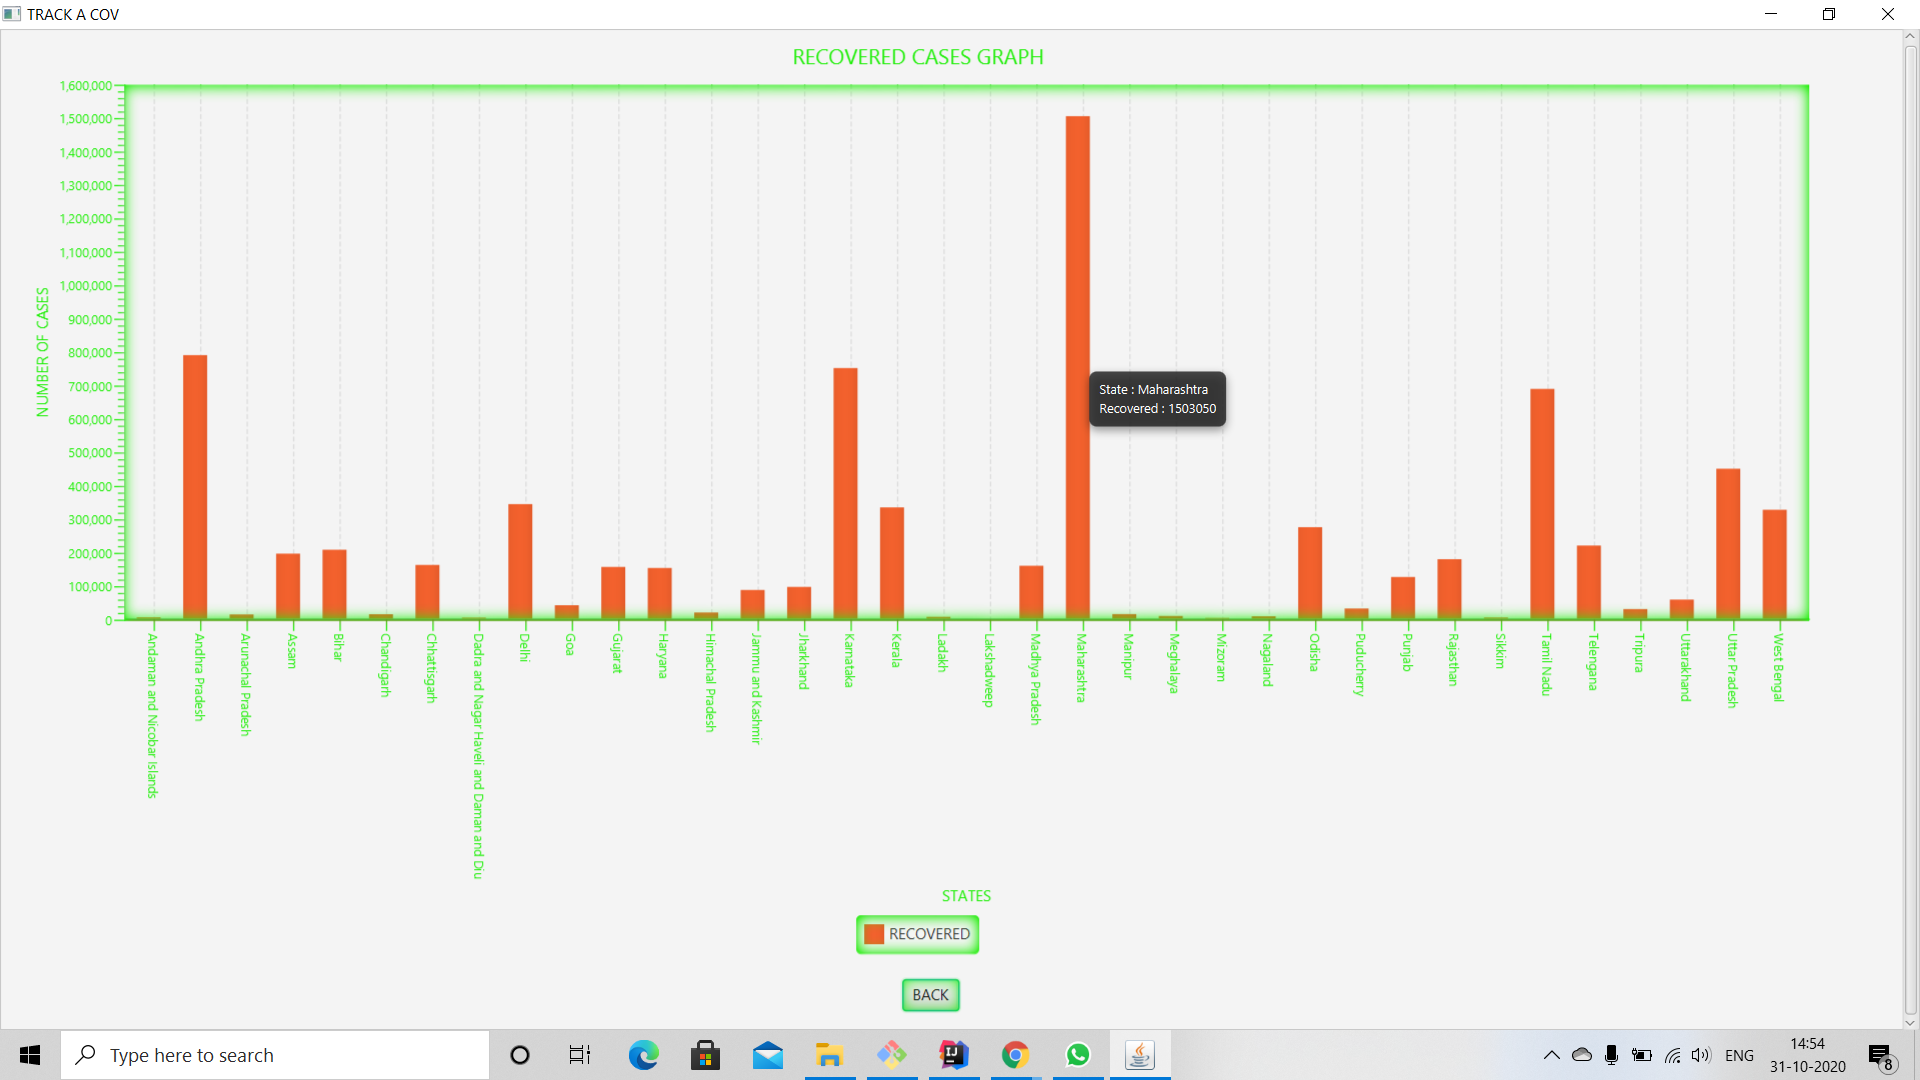 TRACK A COV
RECOVERED CASES GRAPH
1,600,000
1,500,000
1,400,000
1,300,000
1,200,000
1,100,000
1,000,000
900,000
800,000
700,000
600,000
500,000
400,000
300,000
200,000
100,000
0
NUMBER OF CASES
State : Maharashtra
Recovered : 1503050
Andaman and Nicobar Islands
Andhra Pradesh
Arunachal Pradesh
Assam
Bihar
Chandigarh
Chhattisgarh
Dadra and Nagar Haveli and Daman and Diu
Delhi
Goa
Gujarat
Haryana
Himachal Pradesh
Jammu and Kashmir
Jharkhand
Karnataka
Kerala
Ladakh
Lakshadweep
Madhya Pradesh
Maharashtra
Manipur
Meghalaya
Mizoram
Nagaland
Odisha
Puducherry
Punjab
Rajasthan
Sikkim
Tamil Nadu
Telengana
Tripura
Uttarakhand
Uttar Pradesh
West Bengal
STATES
RECOVERED
BACK
Type here to search
ENG
14:54
31-10-2020
8